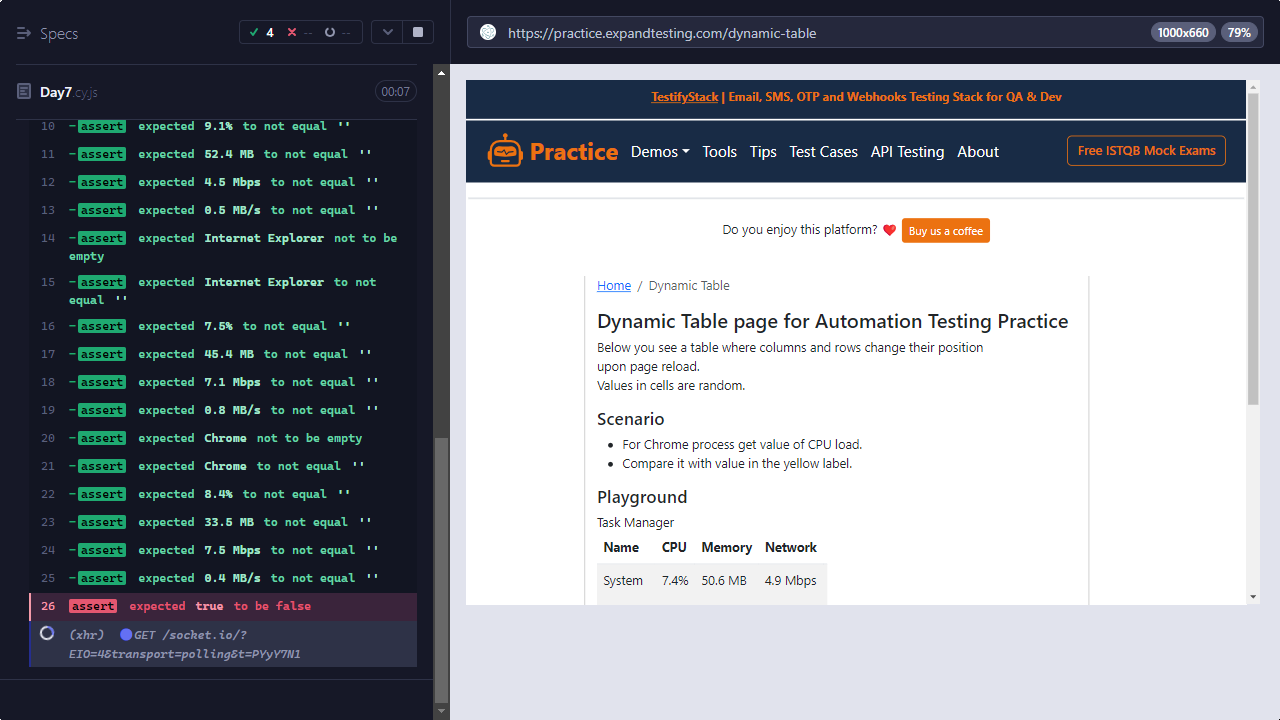 Specs
4 -- --
Day7.cy.js
00:07
10 -assert expected 9.1% to not equal ''
11 -assert expected 52.4 MB to not equal ''
12 -assert expected 4.5 Mbps to not equal ''
13 -assert expected 0.5 MB/s to not equal ''
14 -assert expected Internet Explorer not to be
empty
15 -assert expected Internet Explorer to not
equal ''
16 -assert expected 7.5% to not equal ''
17 -assert expected 45.4 MB to not equal ''
18 -assert expected 7.1 Mbps to not equal ''
19 -assert expected 0.8 MB/s to not equal ''
20 -assert expected Chrome not to be empty
21 -assert expected Chrome to not equal ''
22 -assert expected 8.4% to not equal ''
23 -assert expected 33.5 MB to not equal ''
24 -assert expected 7.5 Mbps to not equal ''
25 -assert expected 0.4 MB/s to not equal ''
26 assert expected true to be false
(xhr) GET /socket.io/?
EIO=4&transport=polling&t=PYyY7N1
https://practice.expandtesting.com/dynamic-table
1000x660 79%
TestifyStack | Email, SMS, OTP and Webhooks Testing Stack for QA & Dev
Practice Demos Tools Tips Test Cases API Testing About Free ISTQB Mock Exams
Do you enjoy this platform? ❤️ Buy us a coffee
Home / Dynamic Table
Dynamic Table page for Automation Testing Practice
Below you see a table where columns and rows change their position
upon page reload.
Values in cells are random.
Scenario
• For Chrome process get value of CPU load.
• Compare it with value in the yellow label.
Playground
Task Manager
Name CPU Memory Network
System 7.4% 50.6 MB 4.9 Mbps